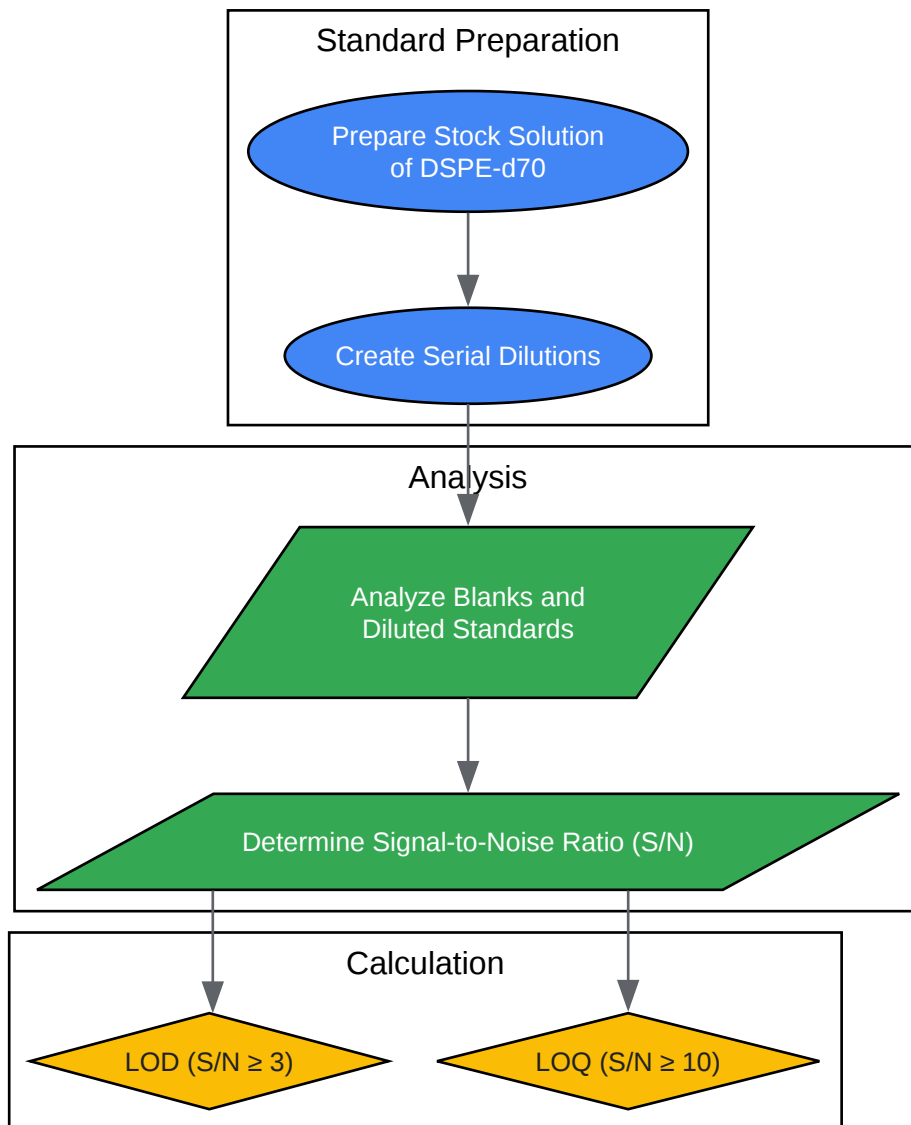 Standard Preparation
Prepare Stock Solution
of DSPE-d70
Create Serial Dilutions
Analysis
Analyze Blanks and
Diluted Standards
Determine Signal-to-Noise Ratio (S/N)
Calculation
LOD (S/N ≥ 3)
LOQ (S/N ≥ 10)